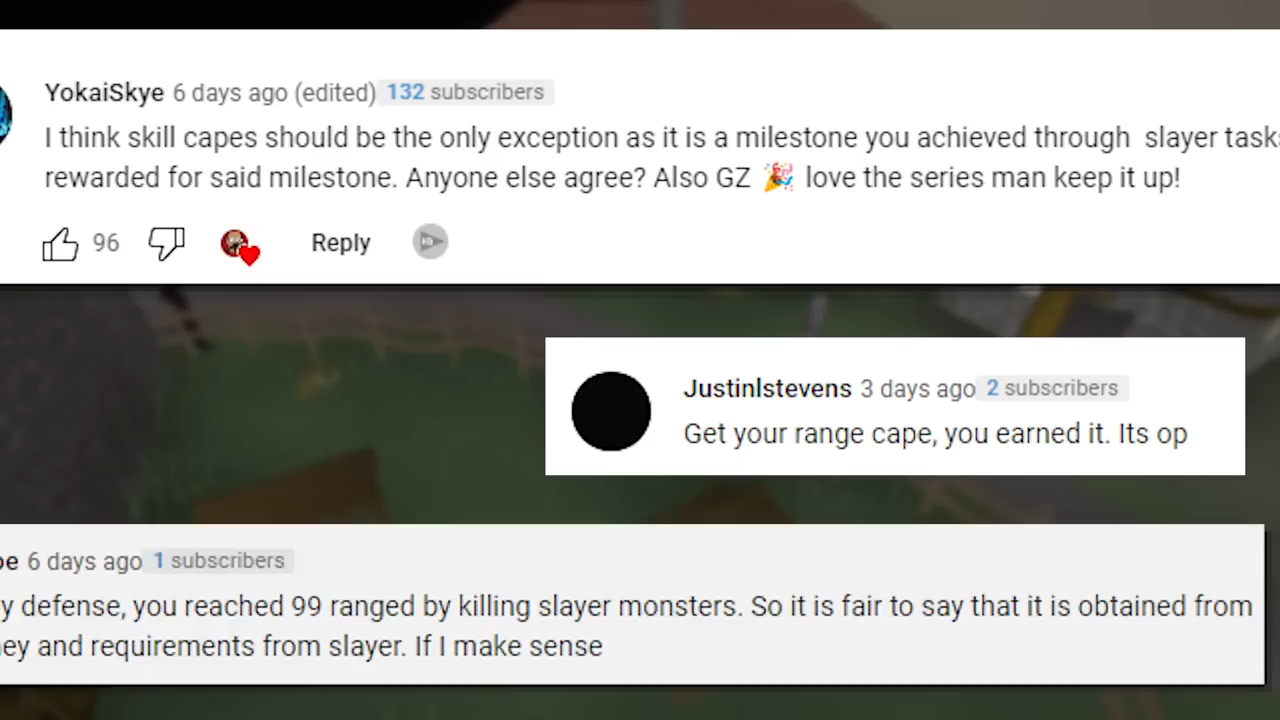 YokaiSkye 6 days ago (edited) 132 subscribers
I think skill capes should be the only exception as it is a milestone you achieved through slayer tasks
rewarded for said milestone. Anyone else agree? Also GZ 🎉 love the series man keep it up!
96 Reply
Justinlstevens 3 days ago 2 subscribers
Get your range cape, you earned it. Its op
6 days ago 1 subscribers
defense, you reached 99 ranged by killing slayer monsters. So it is fair to say that it is obtained from
and requirements from slayer. If I make sense